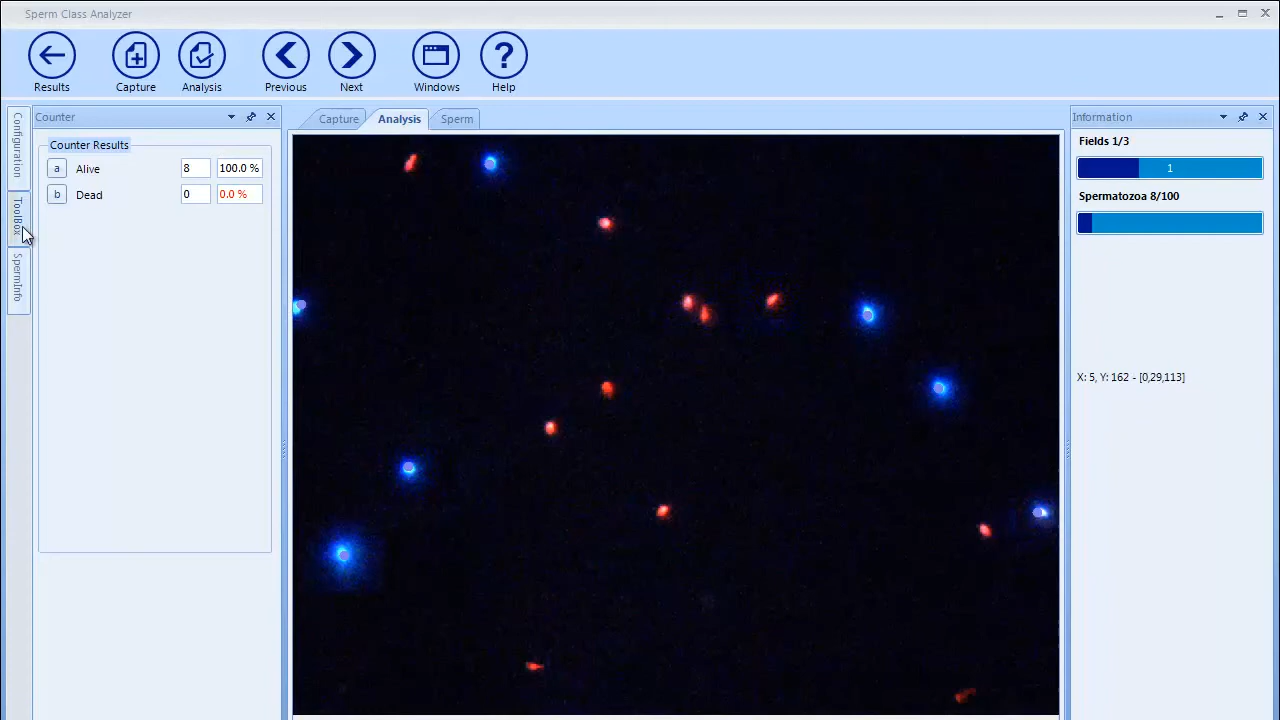 Sperm Class Analyzer
Results
Capture
Analysis
Previous
Next
Windows
Help
Configuration
ToolBox
SpermInfo
Counter
Counter Results
a Alive 8 100.0 %
b Dead 0 0.0 %
Capture
Analysis
Sperm
Information
Fields 1/3
1
Spermatozoa 8/100
X: 5, Y: 162 - [0,29,113]